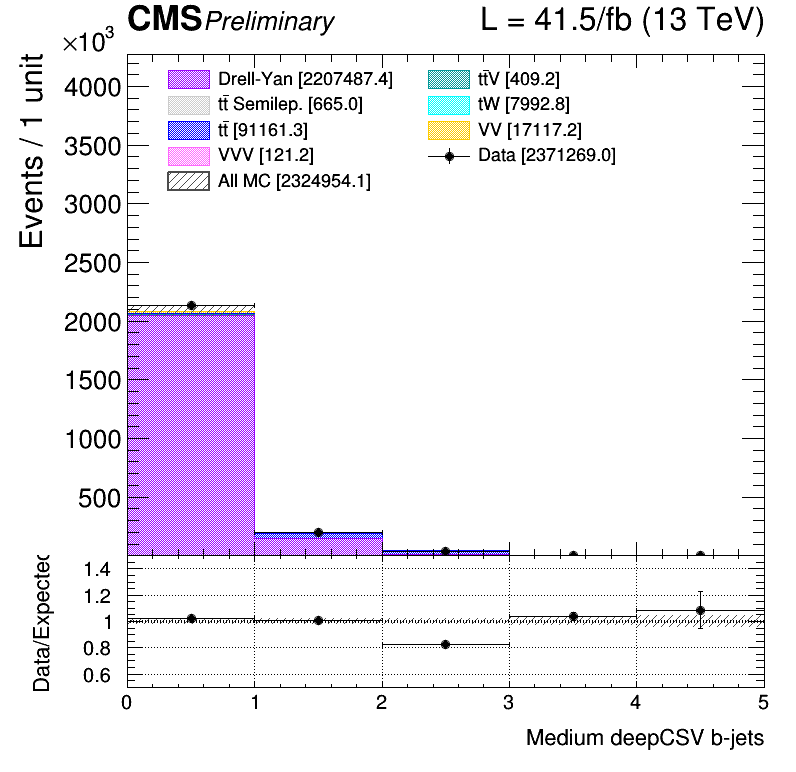 CMS Preliminary L = 41.5/fb (13 TeV)
×10³
Drell-Yan [2207487.4]
tt̄ Semilep. [665.0]
tt̄ [91161.3]
VVV [121.2]
All MC [2324954.1]
tt̄V [409.2]
tW [7992.8]
VV [17117.2]
Data [2371269.0]
Events / 1 unit
4000
3500
3000
2500
2000
1500
1000
500
Data/Expected
1.4
1.2
1
0.8
0.6
0 1 2 3 4 5
Medium deepCSV b-jets